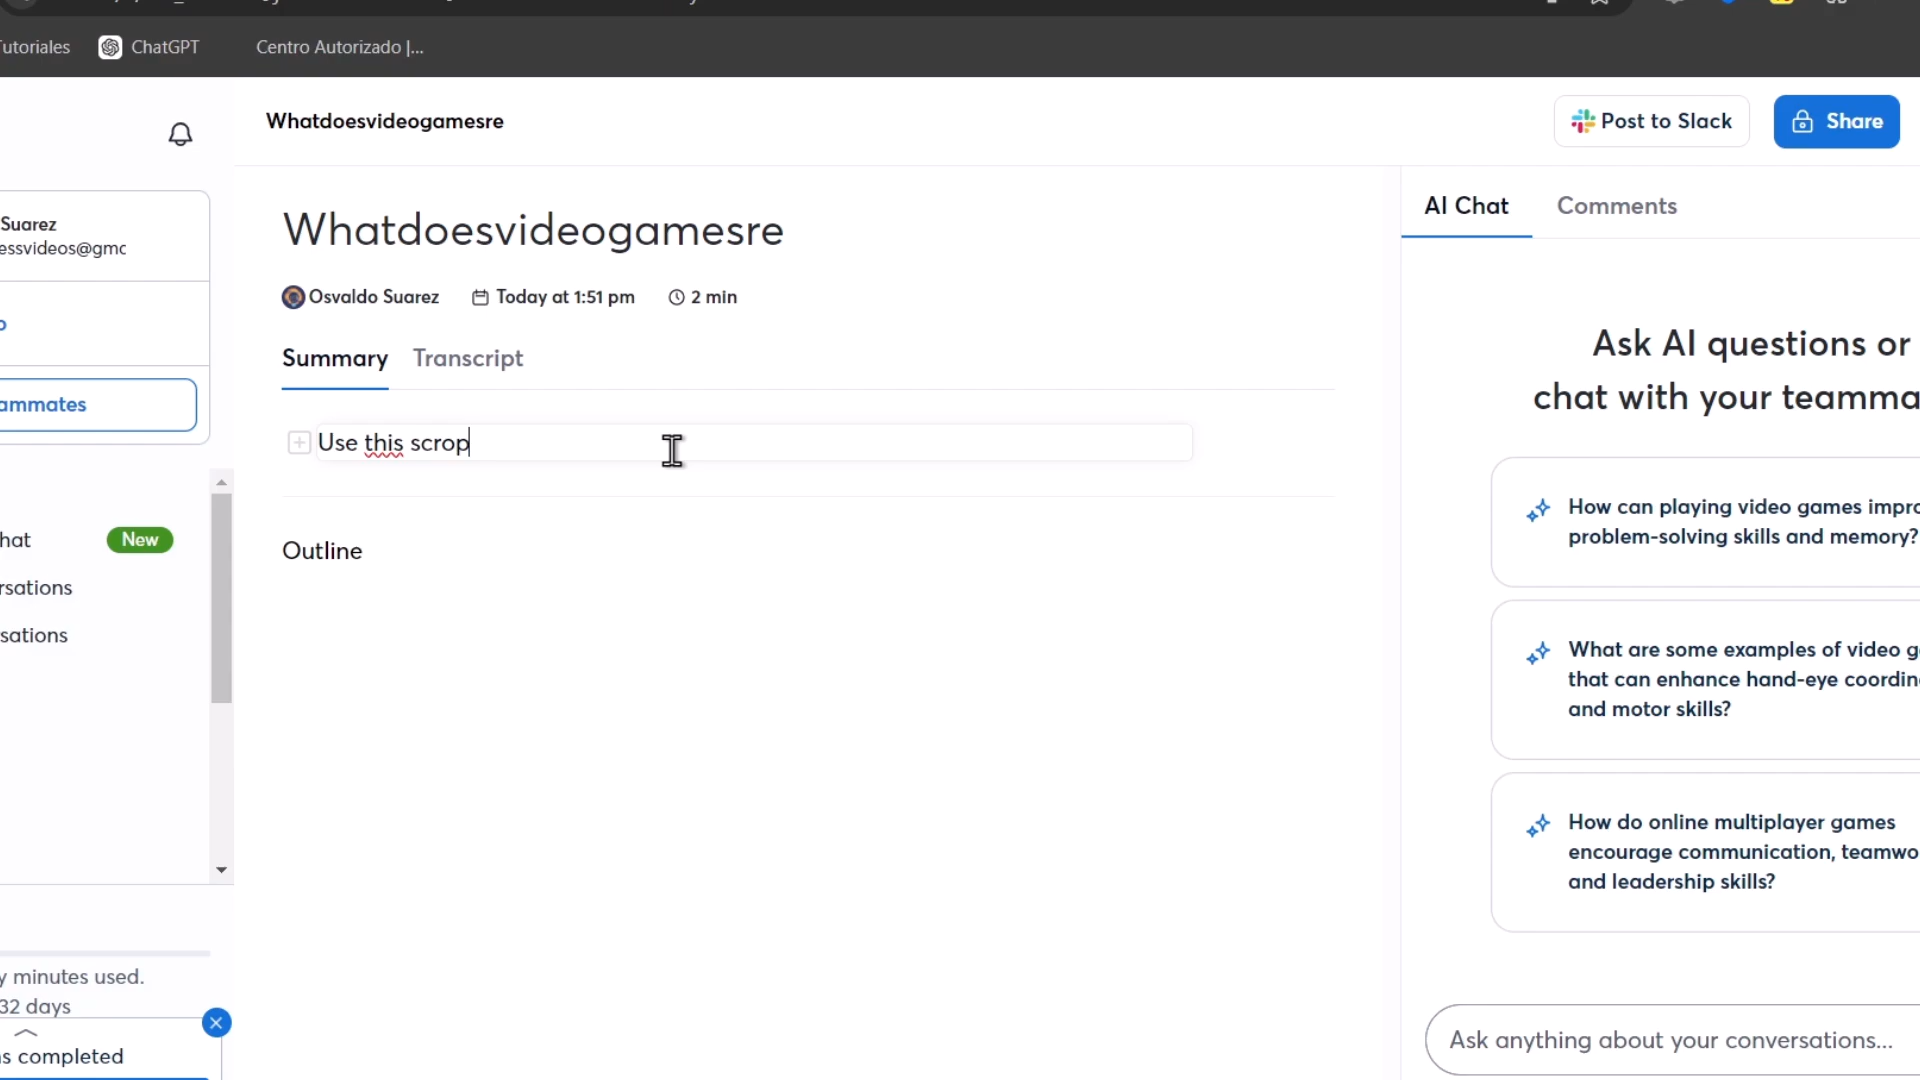 Tutoriales
ChatGPT
Centro Autorizado |...
Whatdoesvideogamesre
Post to Slack
Share
Suarez
essvideos@gmc
ammates
hat
New
rsations
sations
y minutes used.
32 days
s completed
Whatdoesvideogamesre
Osvaldo Suarez
Today at 1:51 pm
2 min
Summary
Transcript
Use this scrop
Outline
AI Chat
Comments
Ask AI questions or
chat with your teamma
How can playing video games impro
problem-solving skills and memory?
What are some examples of video g
that can enhance hand-eye coordin
and motor skills?
How do online multiplayer games
encourage communication, teamwo
and leadership skills?
Ask anything about your conversations...